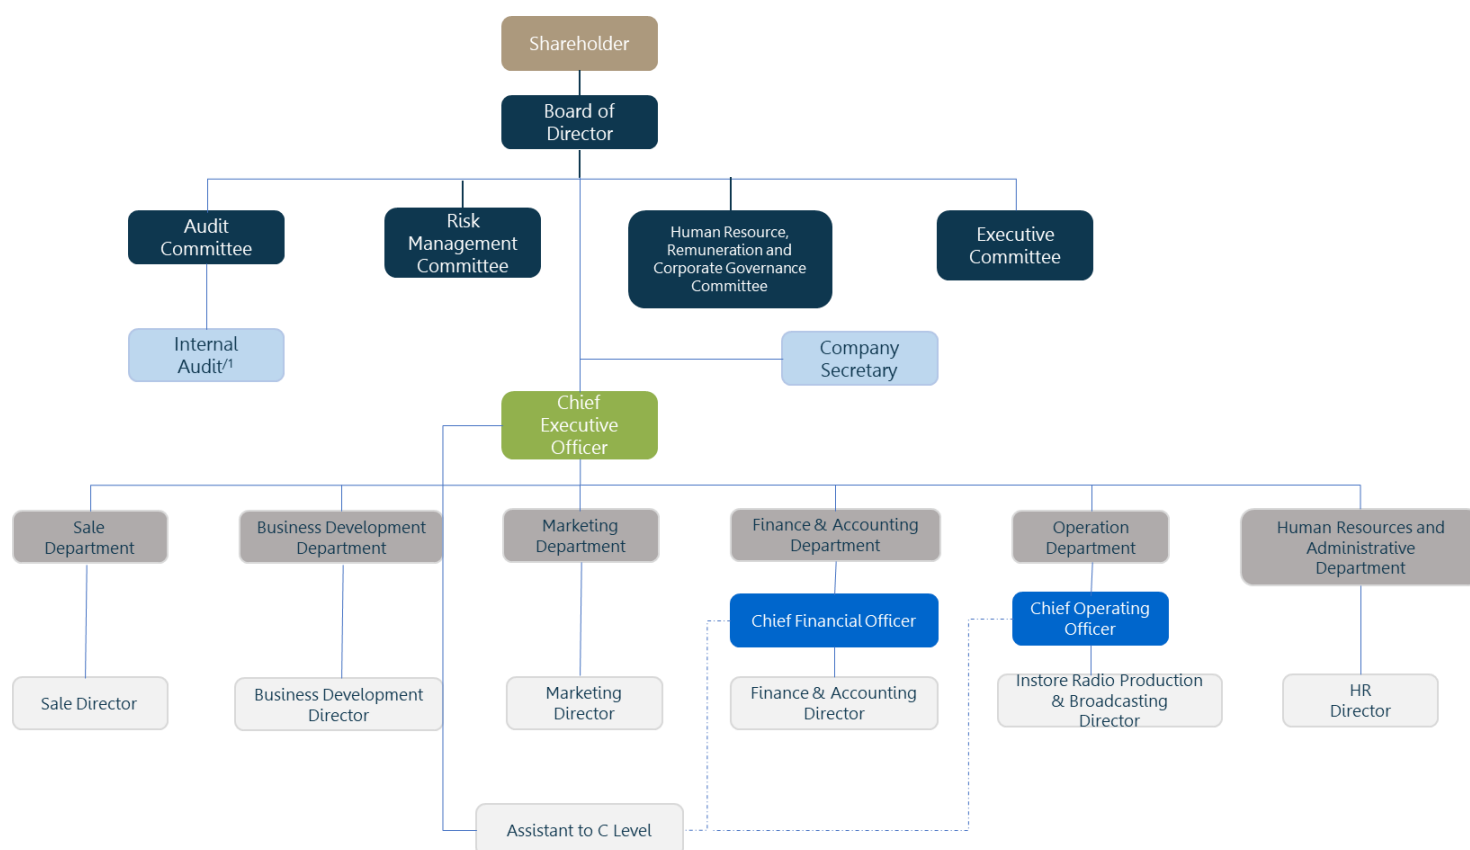 Shareholder
Board of
Director
Audit
Committee
Risk
Management
Committee
Human Resource,
Remuneration and
Corporate Governance
Committee
Executive
Committee
Internal
Audit/1
Company
Secretary
Chief
Executive
Officer
Sale
Department
Business Development
Department
Marketing
Department
Finance & Accounting
Department
Operation
Department
Human Resources and
Administrative
Department
Chief Financial Officer
Chief Operating
Officer
Sale Director
Business Development
Director
Marketing
Director
Finance & Accounting
Director
Instore Radio Production
& Broadcasting
Director
HR
Director
Assistant to C Level